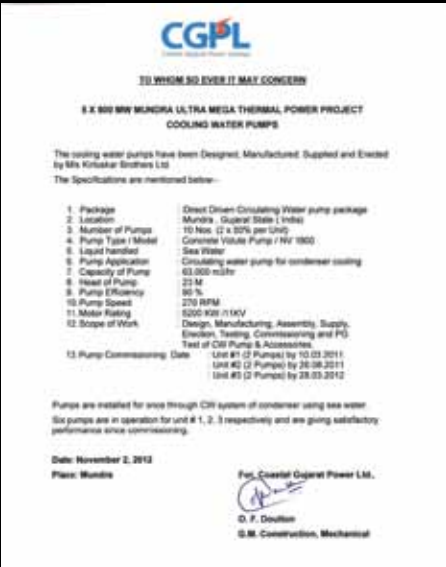 CGPL
Coastal Gujarat Power Limited
TO WHOM SO EVER IT MAY CONCERN
5 X 800 MW MUNDRA ULTRA MEGA THERMAL POWER PROJECT
COOLING WATER PUMPS
The cooling water pumps have been Designed, Manufactured, Supplied and Erected
by M/s Kirloskar Brothers Ltd.
The Specifications are mentioned below:-
1. Package : Direct Driven Circulating Water pump package
2. Location : Mundra , Gujarat State ( India)
3. Number of Pumps : 10 Nos. (2 x 50% per Unit)
4. Pump Type / Model : Concrete Volute Pump / NV 1800
5. Liquid handled : Sea Water
6. Pump Application : Circulating water pump for condenser cooling
7. Capacity of Pump : 63,000 m3/hr
8. Head of Pump : 23 M
9. Pump Efficiency : 90 %
10. Pump Speed : 270 RPM
11. Motor Rating : 5200 KW /11KV
12. Scope of Work : Design, Manufacturing, Assembly, Supply,
Erection, Testing, Commissioning and PG
Test of CW Pump & Accessories.
13. Pump Commissioning Date : Unit #1 (2 Pumps) by 10.03.2011
: Unit #2 (2 Pumps) by 26.08.2011
: Unit #3 (2 Pumps) by 28.03.2012
Pumps are installed for once through CW system of condenser using sea water.
Six pumps are in operation for unit # 1, 2, 3 respectively and are giving satisfactory
performance since commissioning.
Date: November 2, 2012
Place: Mundra
For, Coastal Gujarat Power Ltd.,
D. F. Doulton
G.M. Construction, Mechanical